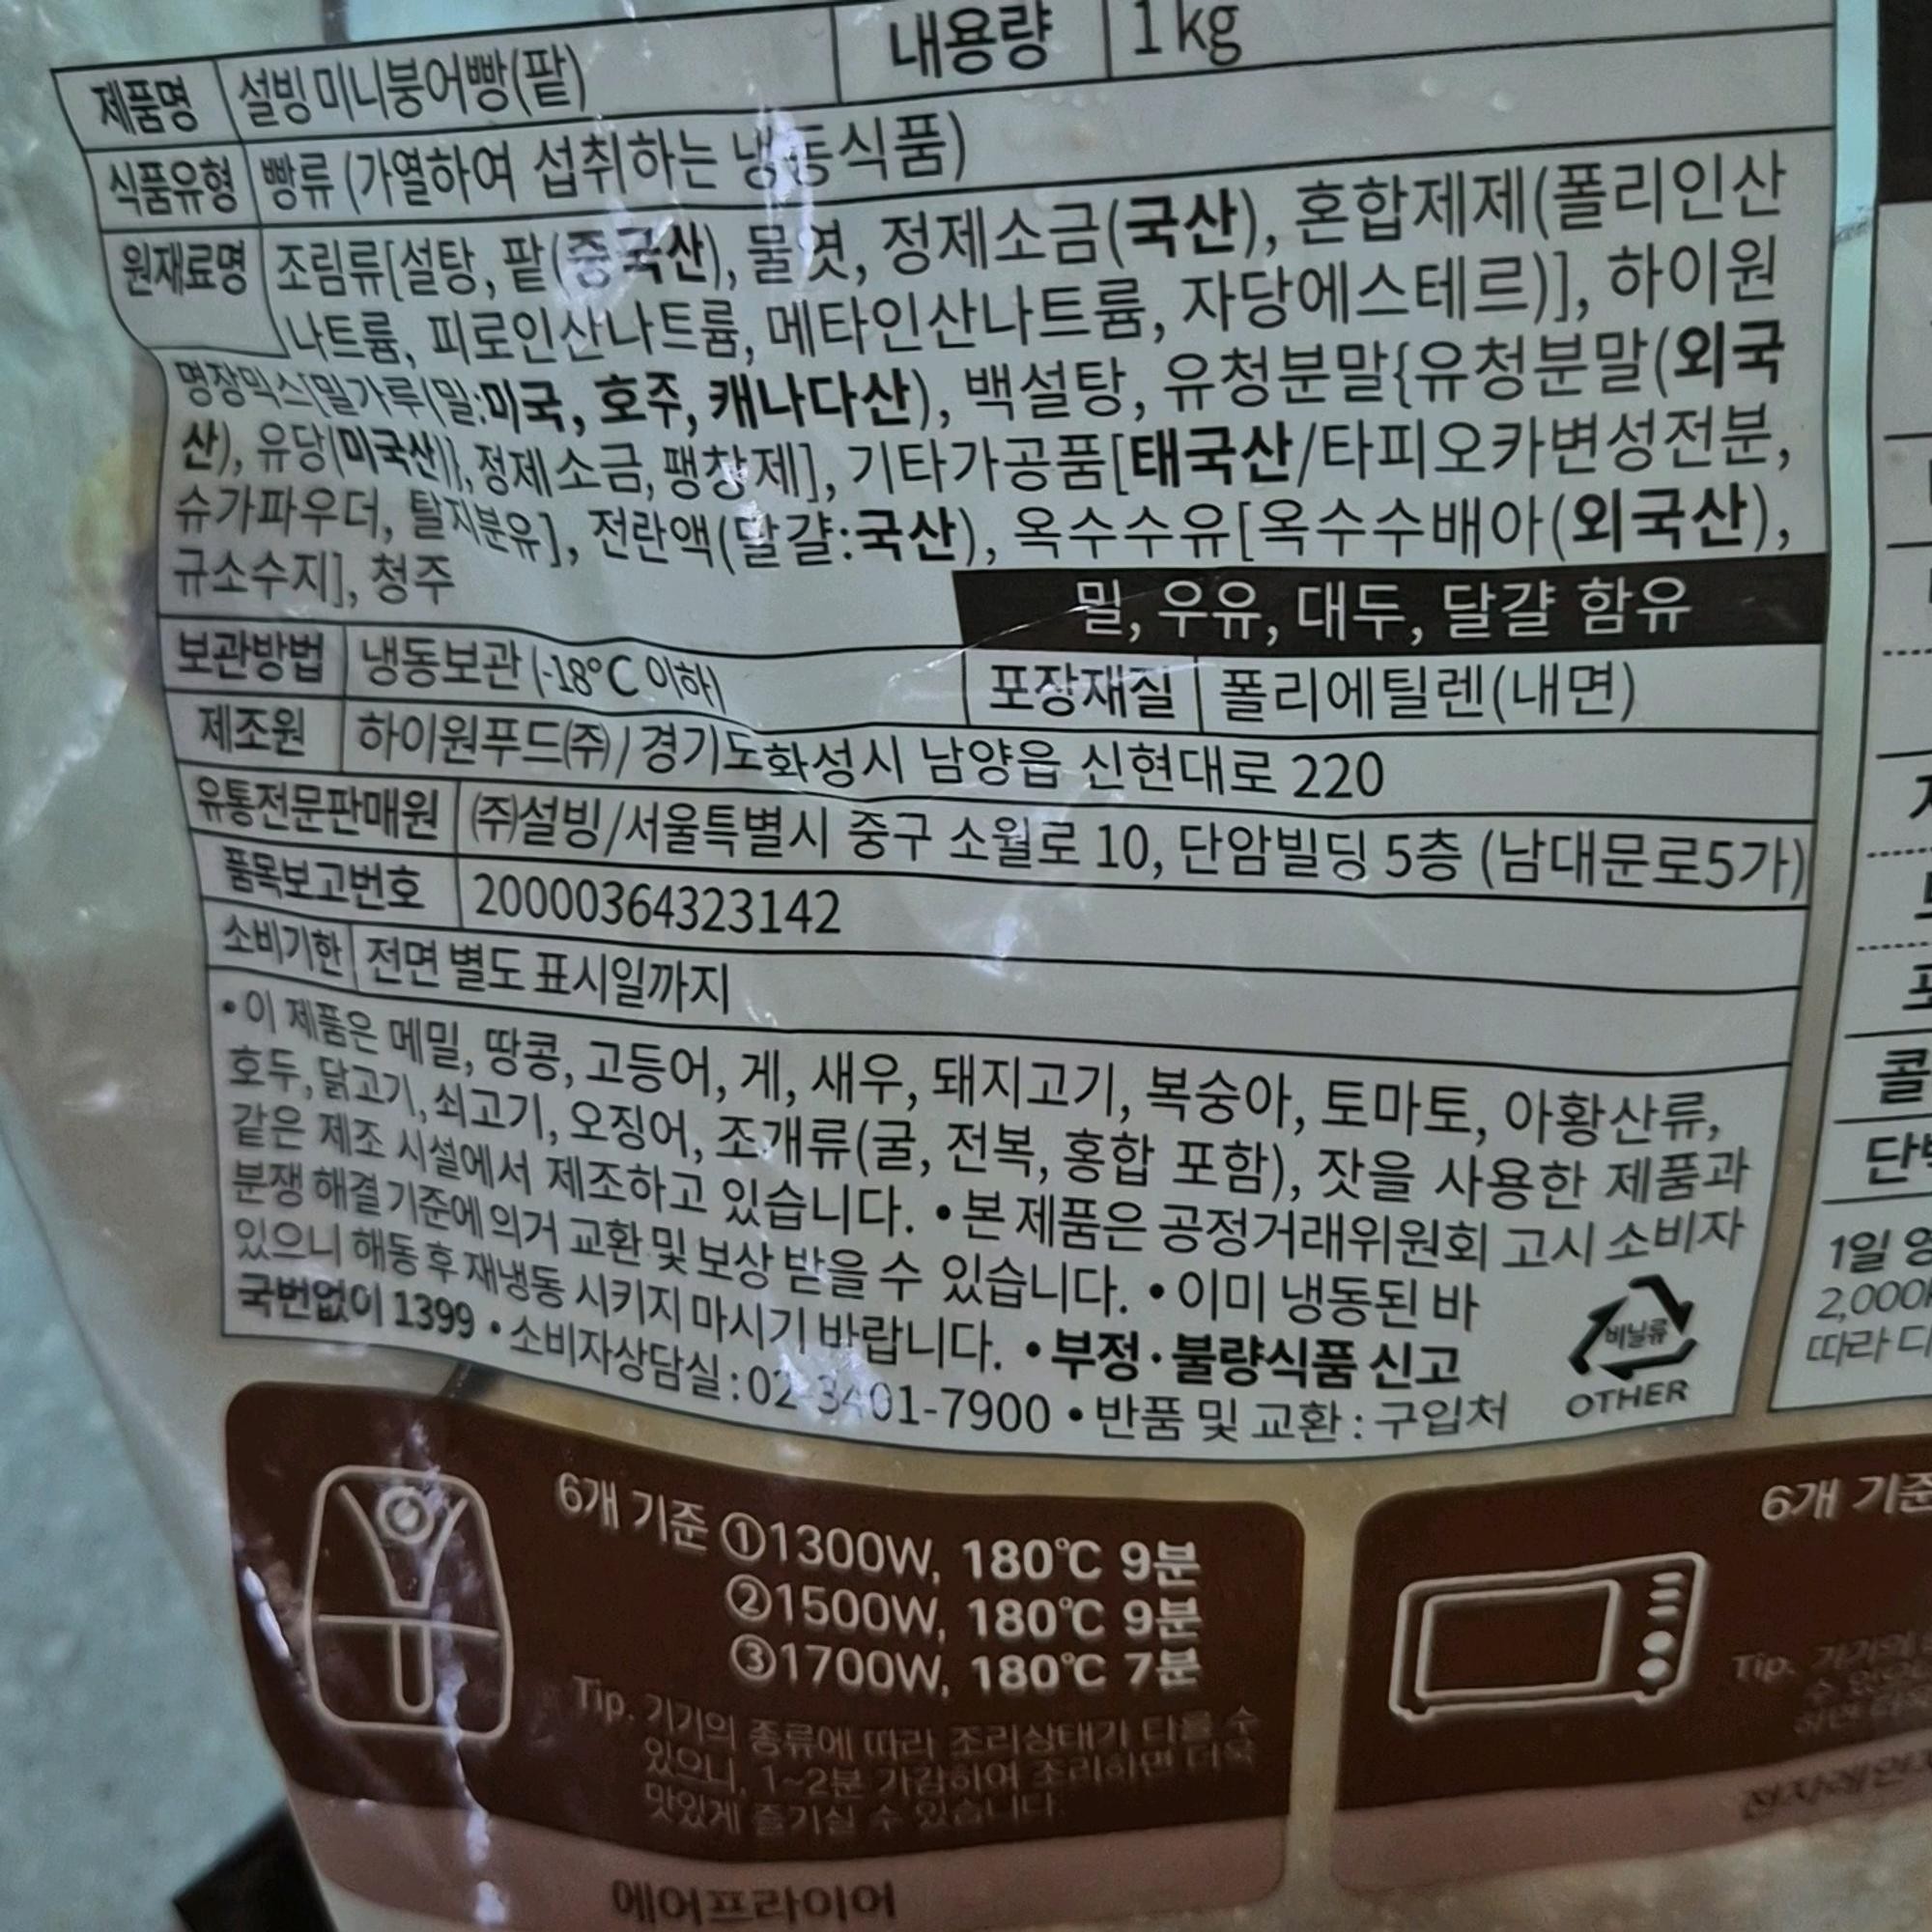 제품명 설빙 미니붕어빵(팥) 내용량 1kg
식품유형 빵류 (가열하여 섭취하는 냉동식품)
원재료명 조림류[설탕, 팥(중국산), 물엿, 정제소금(국산), 혼합제제(폴리인산
나트륨, 피로인산나트륨, 메타인산나트륨, 자당에스테르)], 하이원
명장믹스[밀가루(밀:미국, 호주, 캐나다산), 백설탕, 유청분말{유청분말(외국
산), 유당(미국산)}, 정제소금, 팽창제], 기타가공품[태국산/타피오카변성전분,
슈가파우더, 탈지분유], 전란액(달걀:국산), 옥수수유[옥수수배아(외국산),
규소수지], 청주
밀, 우유, 대두, 달걀 함유
보관방법 냉동보관 (-18°C 이하) 포장재질 폴리에틸렌(내면)
제조원 하이원푸드(주)/경기도화성시 남양읍 신현대로 220
유통전문판매원 (주)설빙/서울특별시 중구 소월로 10, 단암빌딩 5층 (남대문로5가)
품목보고번호 20000364323142
소비기한 전면 별도 표시일까지
• 이 제품은 메밀, 땅콩, 고등어, 게, 새우, 돼지고기, 복숭아, 토마토, 아황산류,
호두, 닭고기, 쇠고기, 오징어, 조개류(굴, 전복, 홍합 포함), 잣을 사용한 제품과
같은 제조 시설에서 제조하고 있습니다. • 본 제품은 공정거래위원회 고시 소비자
분쟁 해결 기준에 의거 교환 및 보상 받을 수 있습니다. • 이미 냉동된 바
있으니 해동 후 재냉동 시키지 마시기 바랍니다. • 부정·불량식품 신고
국번없이 1399 • 소비자상담실 : 02-3401-7900 • 반품 및 교환 : 구입처
비닐류
OTHER
6개 기준 ①1300W, 180℃ 9분
②1500W, 180℃ 9분
③1700W, 180℃ 7분
Tip. 기기의 종류에 따라 조리상태가 다를 수
있으니, 1~2분 가감하여 조리하면 더욱
맛있게 즐기실 수 있습니다.
에어프라이어
1일
2,000
따라
6개 기준
Tip. 기기의
수 있으